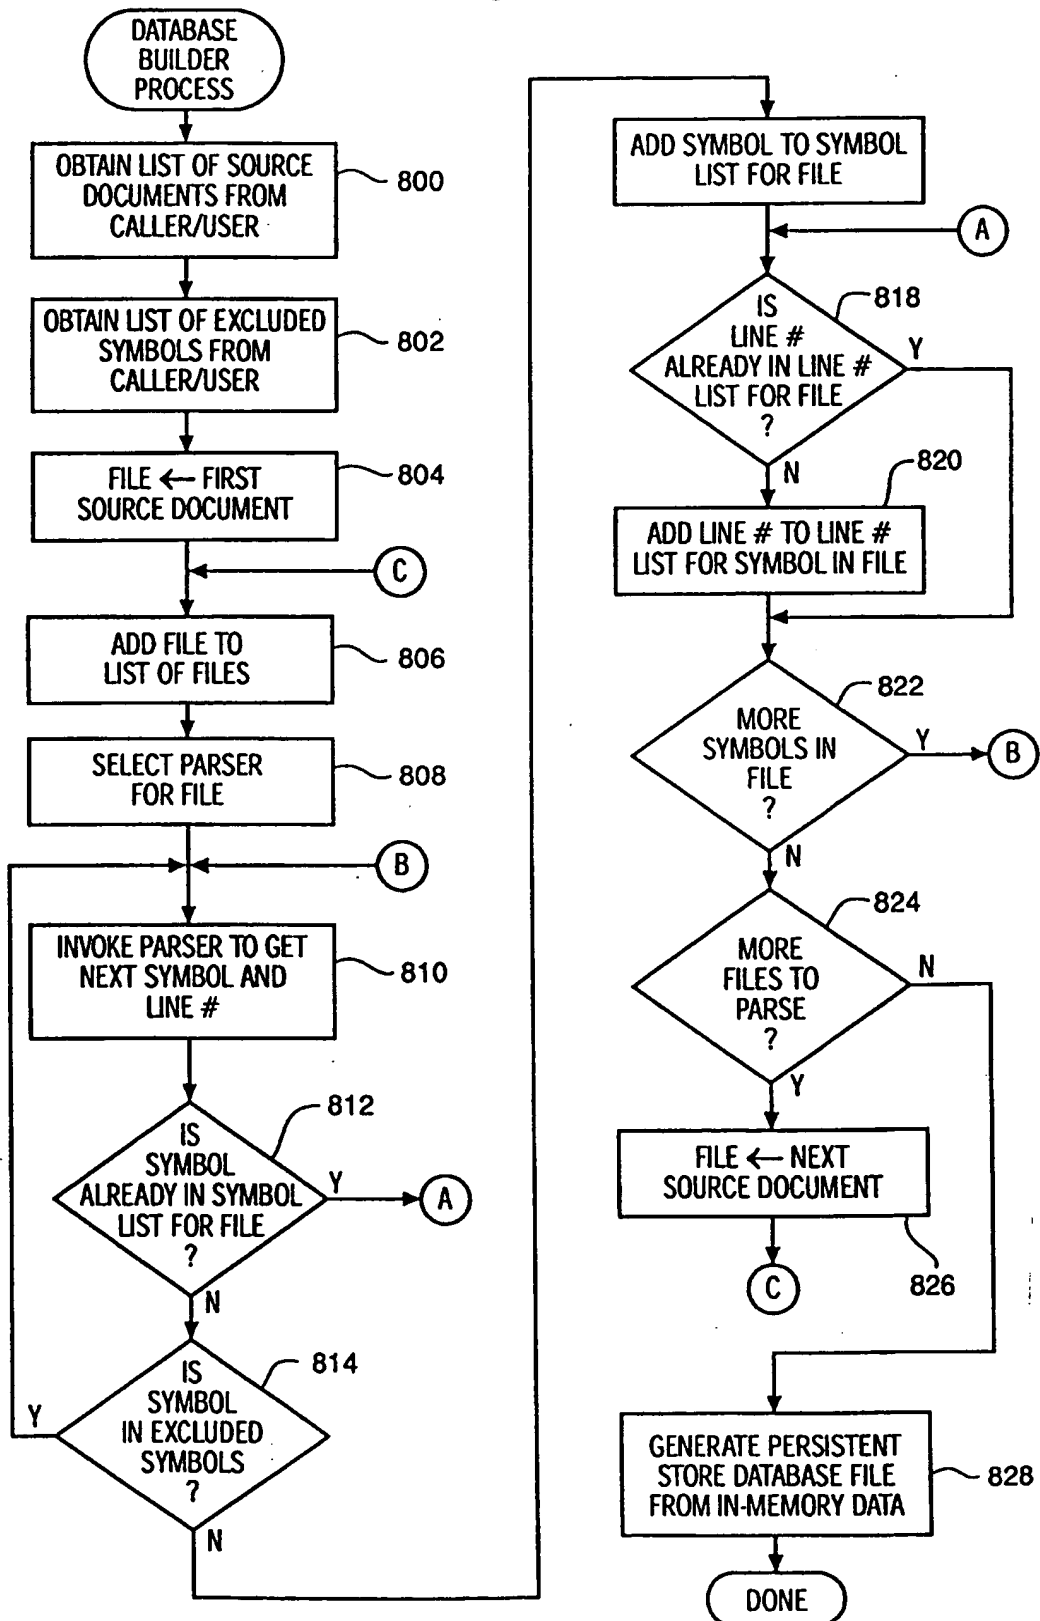 DATABASE
BUILDER
PROCESS
OBTAIN LIST OF SOURCE
DOCUMENTS FROM
CALLER/USER
800
OBTAIN LIST OF EXCLUDED
SYMBOLS FROM
CALLER/USER
802
FILE ← FIRST
SOURCE DOCUMENT
804
C
ADD FILE TO
LIST OF FILES
806
SELECT PARSER
FOR FILE
808
B
INVOKE PARSER TO GET
NEXT SYMBOL AND
LINE #
810
IS
SYMBOL
ALREADY IN SYMBOL
LIST FOR FILE
?
812
Y
A
N
IS
SYMBOL
IN EXCLUDED
SYMBOLS
?
814
Y
N
ADD SYMBOL TO SYMBOL
LIST FOR FILE
A
IS
LINE #
ALREADY IN LINE #
LIST FOR FILE
?
818
Y
N
820
ADD LINE # TO LINE #
LIST FOR SYMBOL IN FILE
MORE
SYMBOLS IN
FILE
?
822
Y
B
N
MORE
FILES TO
PARSE
?
824
N
Y
FILE ← NEXT
SOURCE DOCUMENT
826
C
GENERATE PERSISTENT
STORE DATABASE FILE
FROM IN-MEMORY DATA
828
DONE